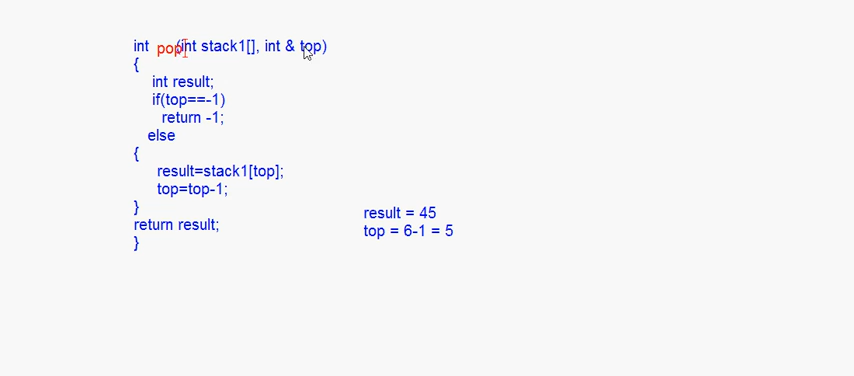 int pop(int stack1[], int & top)
{
int result;
if(top==-1)
return -1;
else
{
result=stack1[top];
top=top-1;
}
result = 45
return result;
top = 6-1 = 5
}